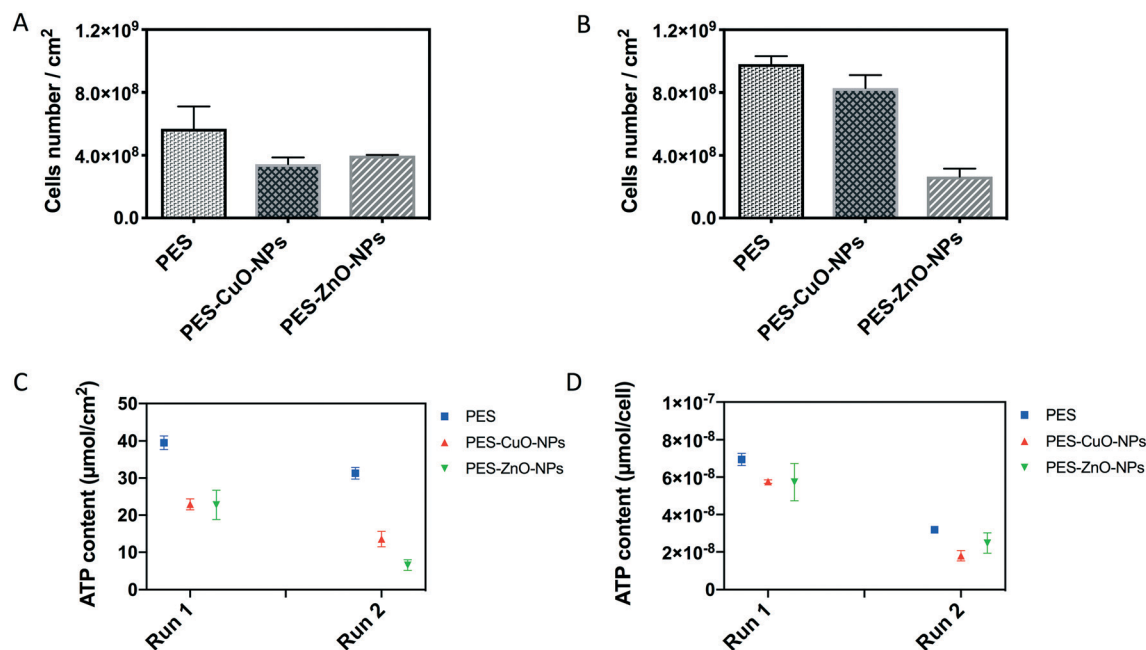 A
Cells number / cm²
1.2×10⁹
8.0×10⁸
4.0×10⁸
0.0
PES
PES-CuO-NPs
PES-ZnO-NPs
B
Cells number / cm²
1.2×10⁹
8.0×10⁸
4.0×10⁸
0.0
PES
PES-CuO-NPs
PES-ZnO-NPs
C
ATP content (µmol/cm²)
50
40
30
20
10
0
Run 1
Run 2
PES
PES-CuO-NPs
PES-ZnO-NPs
D
ATP content (µmol/cell)
1×10⁻⁷
8×10⁻⁸
6×10⁻⁸
4×10⁻⁸
2×10⁻⁸
0
Run 1
Run 2
PES
PES-CuO-NPs
PES-ZnO-NPs